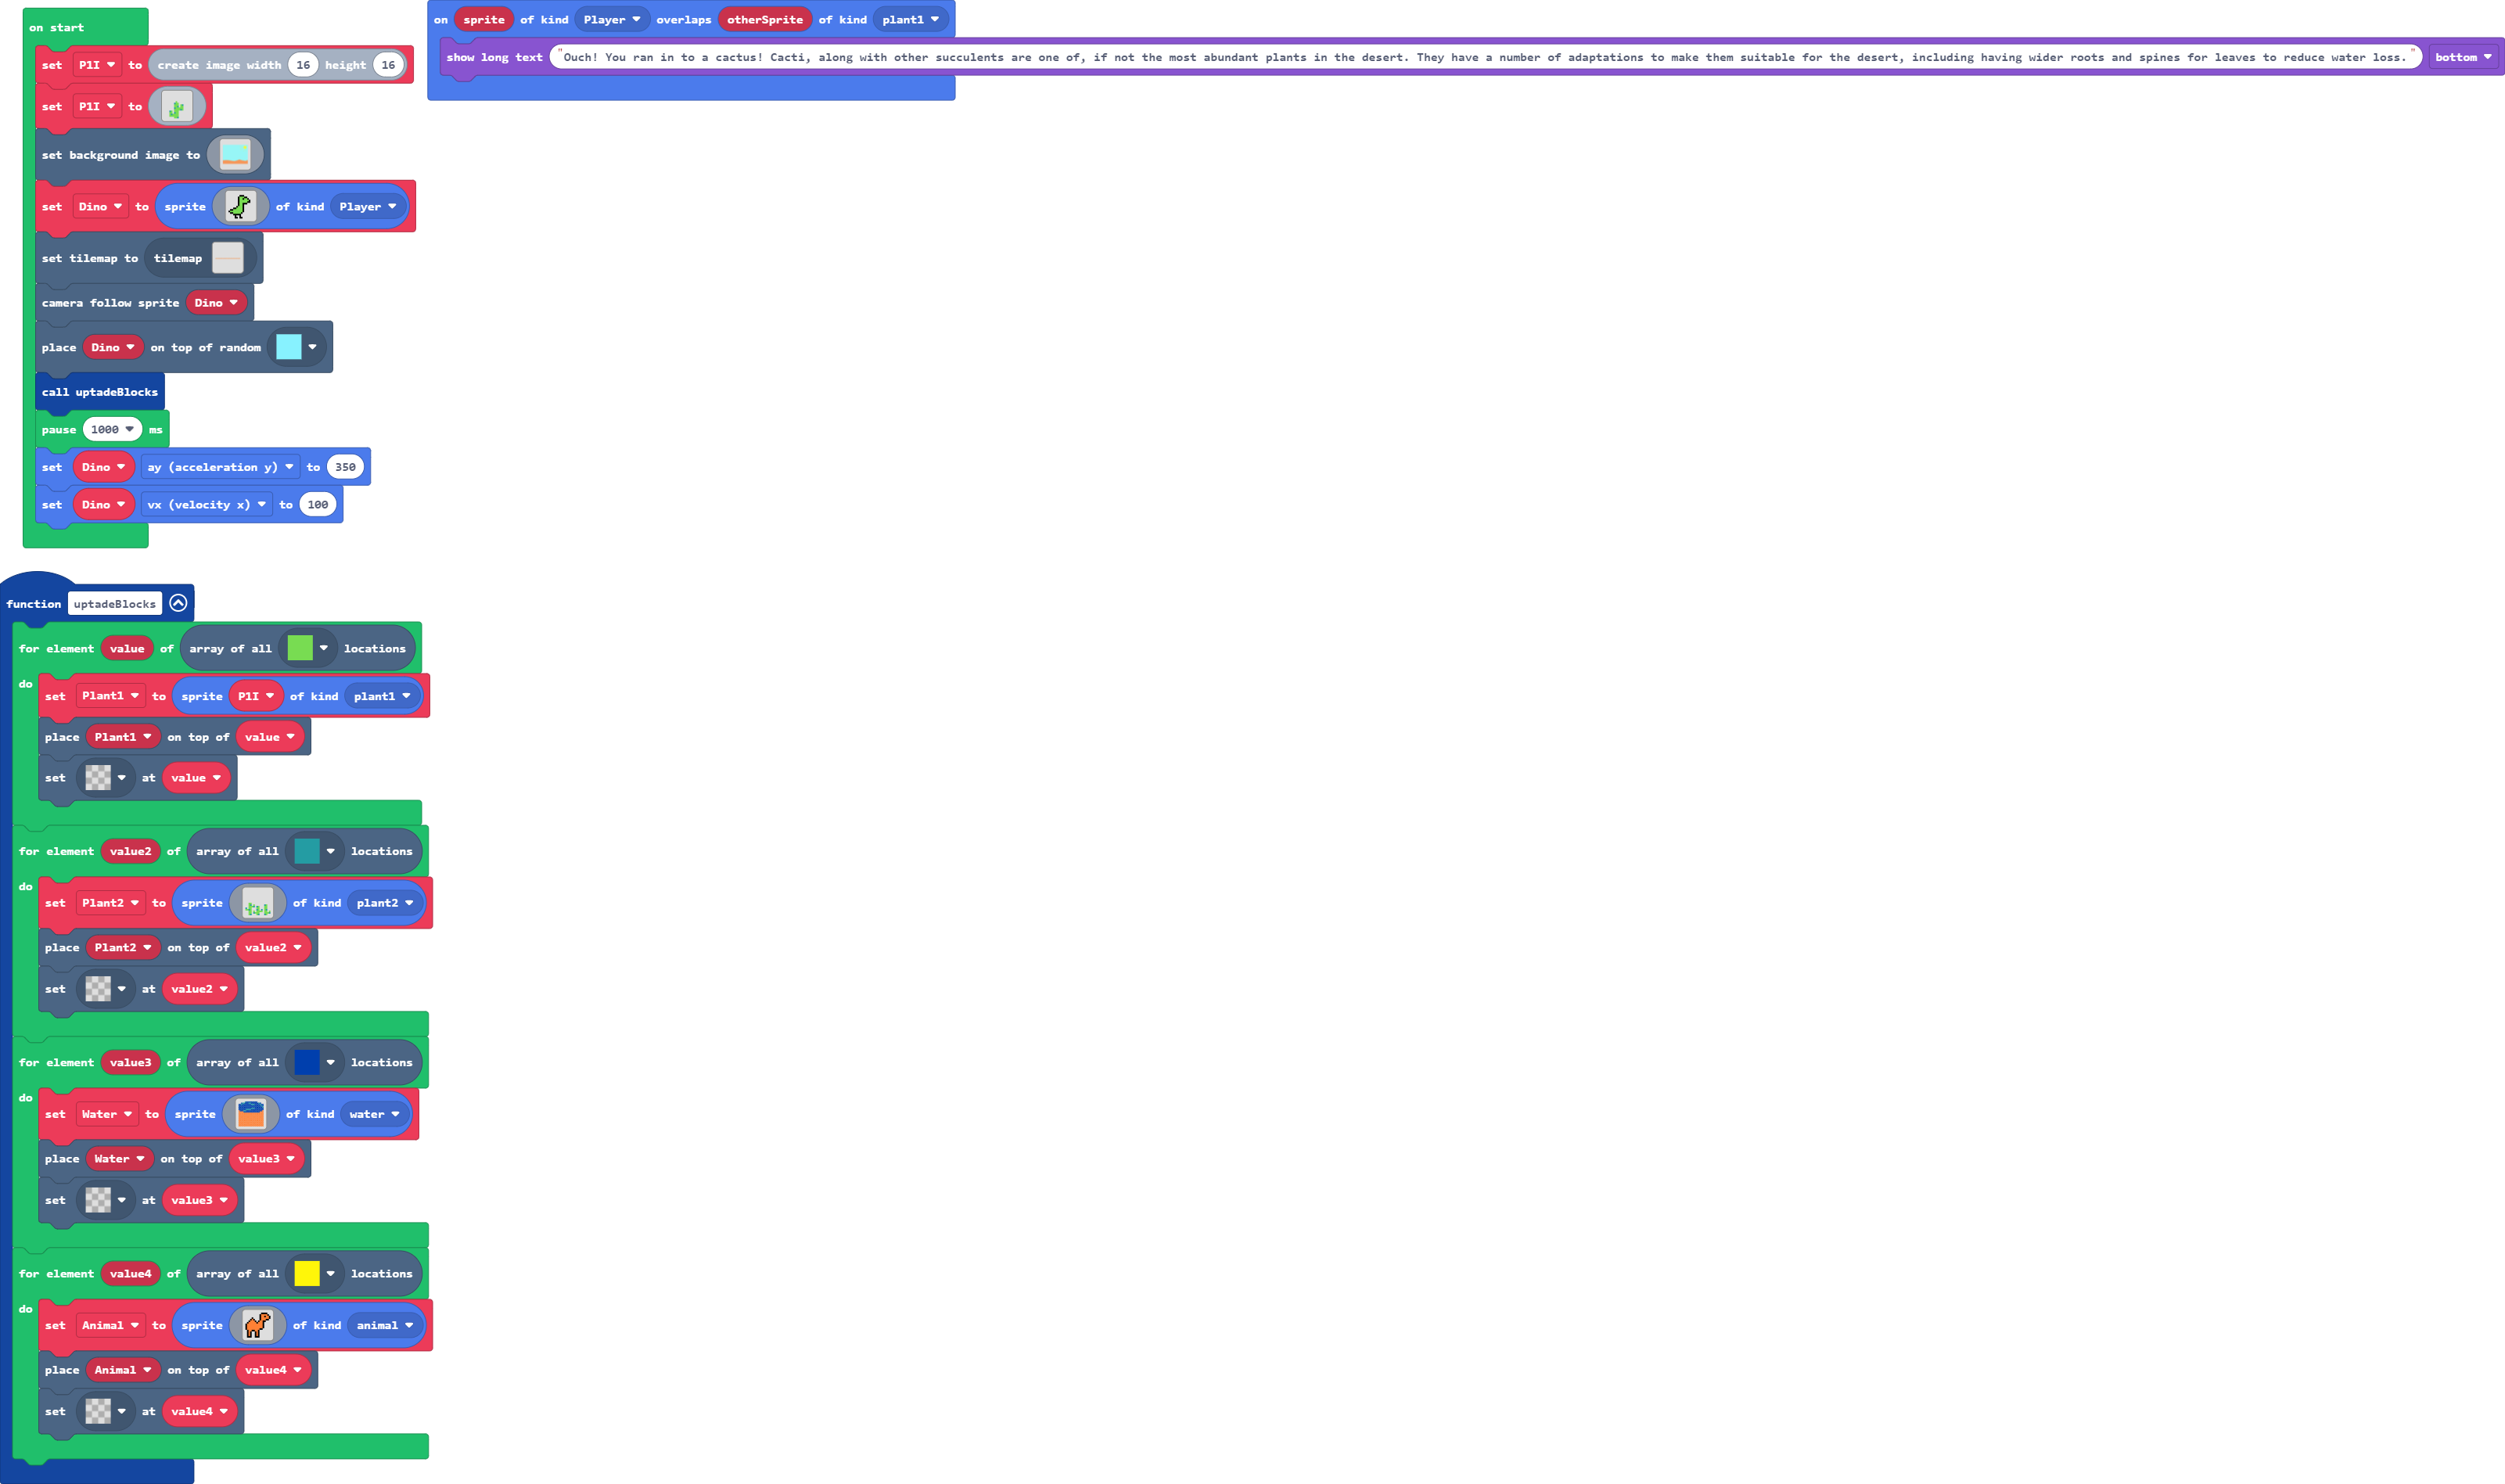 on start
set P1I to create image width 16 height 16
set P1I to
set background image to
set Dino to sprite of kind Player
set tilemap to tilemap
camera follow sprite Dino
place Dino on top of random
call uptadeBlocks
pause 1000 ms
set Dino ay (acceleration y) to 350
set Dino vx (velocity x) to 100
on sprite of kind Player overlaps otherSprite of kind plant1
show long text "Ouch! You ran in to a cactus! Cacti, along with other succulents are one of, if not the most abundant plants in the desert. They have a number of adaptations to make them suitable for the desert, including having wider roots and spines for leaves to reduce water loss." bottom
function uptadeBlocks
for element value of array of all locations
do
set Plant1 to sprite P1I of kind plant1
place Plant1 on top of value
set at value
for element value2 of array of all locations
do
set Plant2 to sprite of kind plant2
place Plant2 on top of value2
set at value2
for element value3 of array of all locations
do
set Water to sprite of kind water
place Water on top of value3
set at value3
for element value4 of array of all locations
do
set Animal to sprite of kind animal
place Animal on top of value4
set at value4